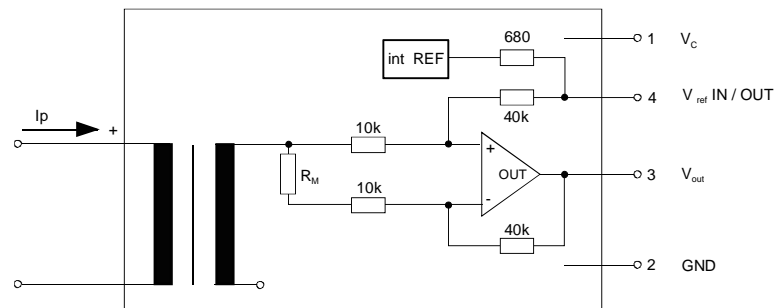 680
1 V_C
int REF
4 V_ref IN / OUT
Ip
+
10k
40k
+
R_M
OUT
3 V_out
10k
-
40k
2 GND